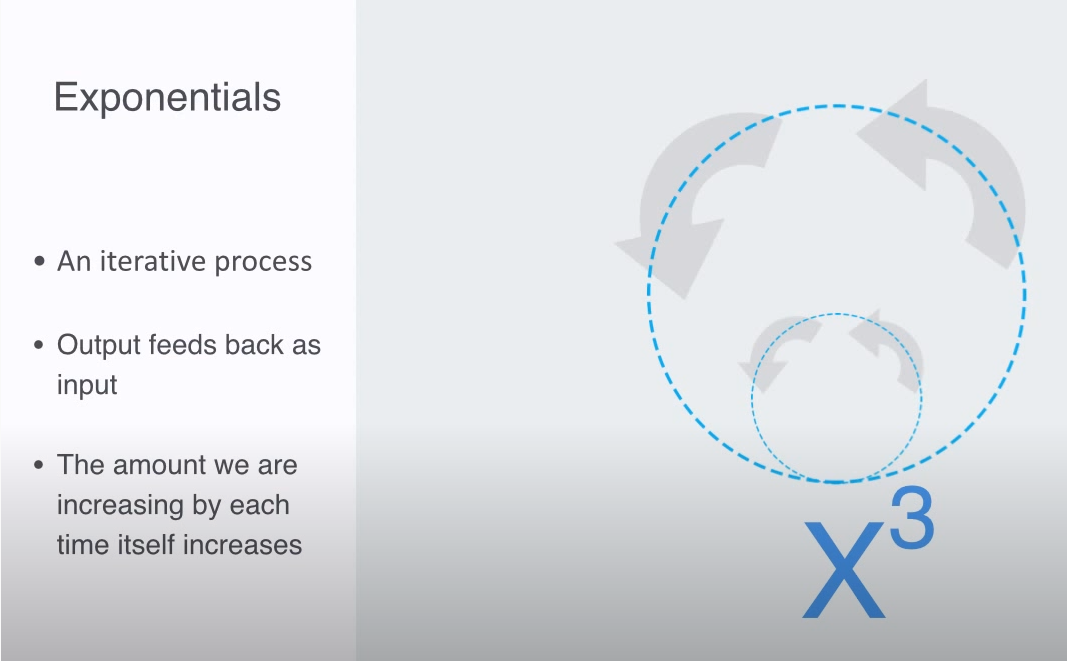 Exponentials
• An iterative process
• Output feeds back as
input
• The amount we are
increasing by each
time itself increases
x³